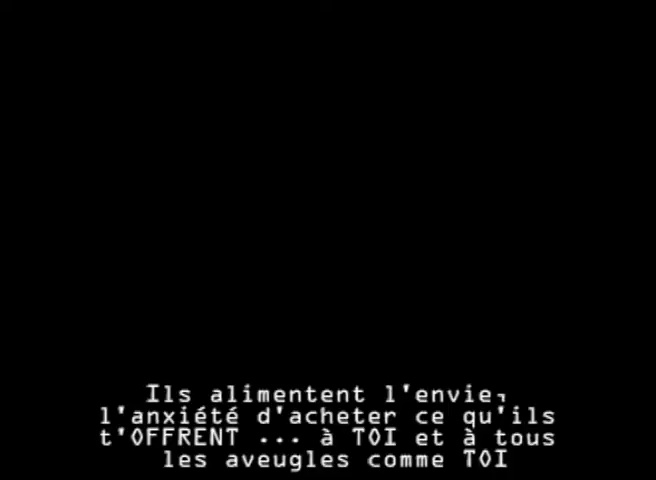 Ils alimentent l'envie,
l'anxiété d'acheter ce qu'ils
t'OFFRENT ... à TOI et à tous
les aveugles comme TOI